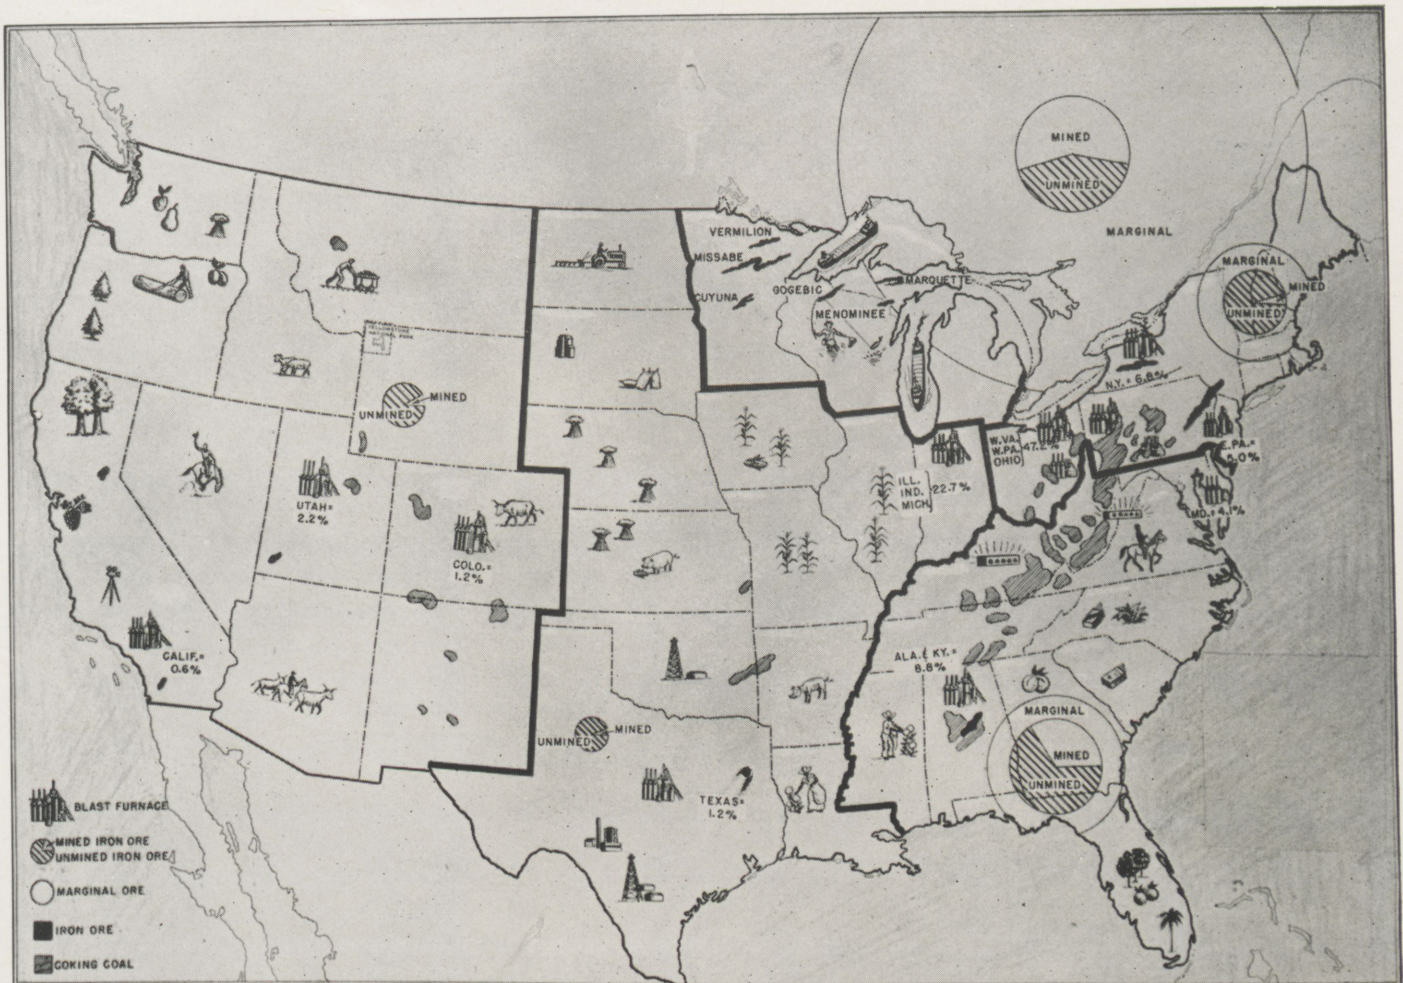 MINED
UNMINED
MARGINAL
VERMILION
MISSABE
CUYUNA
GOGEBIC
MARQUETTE
MENOMINEE
MARGINAL
MINED
UNMINED
YELLOWSTONE
NATIONAL PARK
MINED
UNMINED
N.Y. = 6.8%
W.VA.
W.PA.
OHIO
47.2%
E.PA.=
MD.= 4.1%
ILL.
IND.
MICH.
22.7%
UTAH=
2.2%
COLO.=
1.2%
CALIF.=
0.6%
ALA. & KY.=
8.8%
MARGINAL
MINED
UNMINED
MINED
UNMINED
TEXAS=
1.2%
BLAST FURNACE
MINED IRON ORE
UNMINED IRON ORE
MARGINAL ORE
IRON ORE
COKING COAL